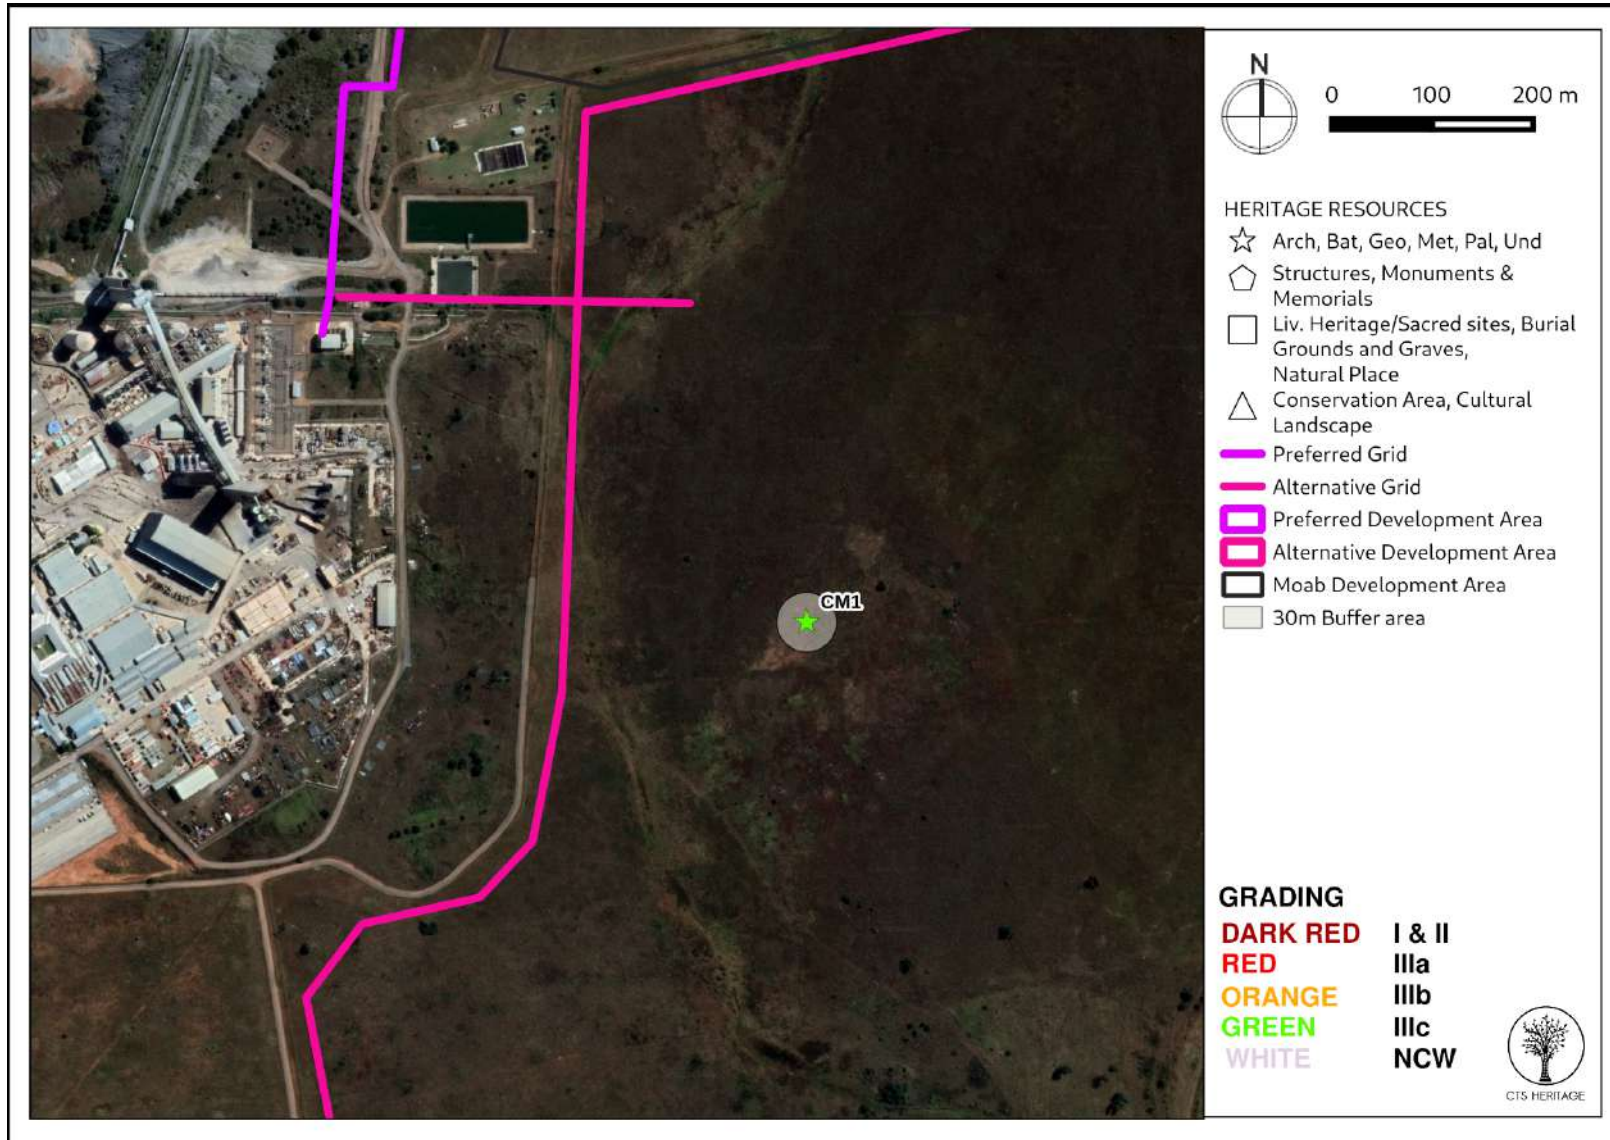 N
0 100 200 m
HERITAGE RESOURCES
Arch, Bat, Geo, Met, Pal, Und
Structures, Monuments &
Memorials
Liv. Heritage/Sacred sites, Burial
Grounds and Graves,
Natural Place
Conservation Area, Cultural
Landscape
Preferred Grid
Alternative Grid
Preferred Development Area
Alternative Development Area
Moab Development Area
30m Buffer area
CM1
GRADING
DARK RED I & II
RED IIIa
ORANGE IIIb
GREEN IIIc
WHITE NCW
CTS HERITAGE